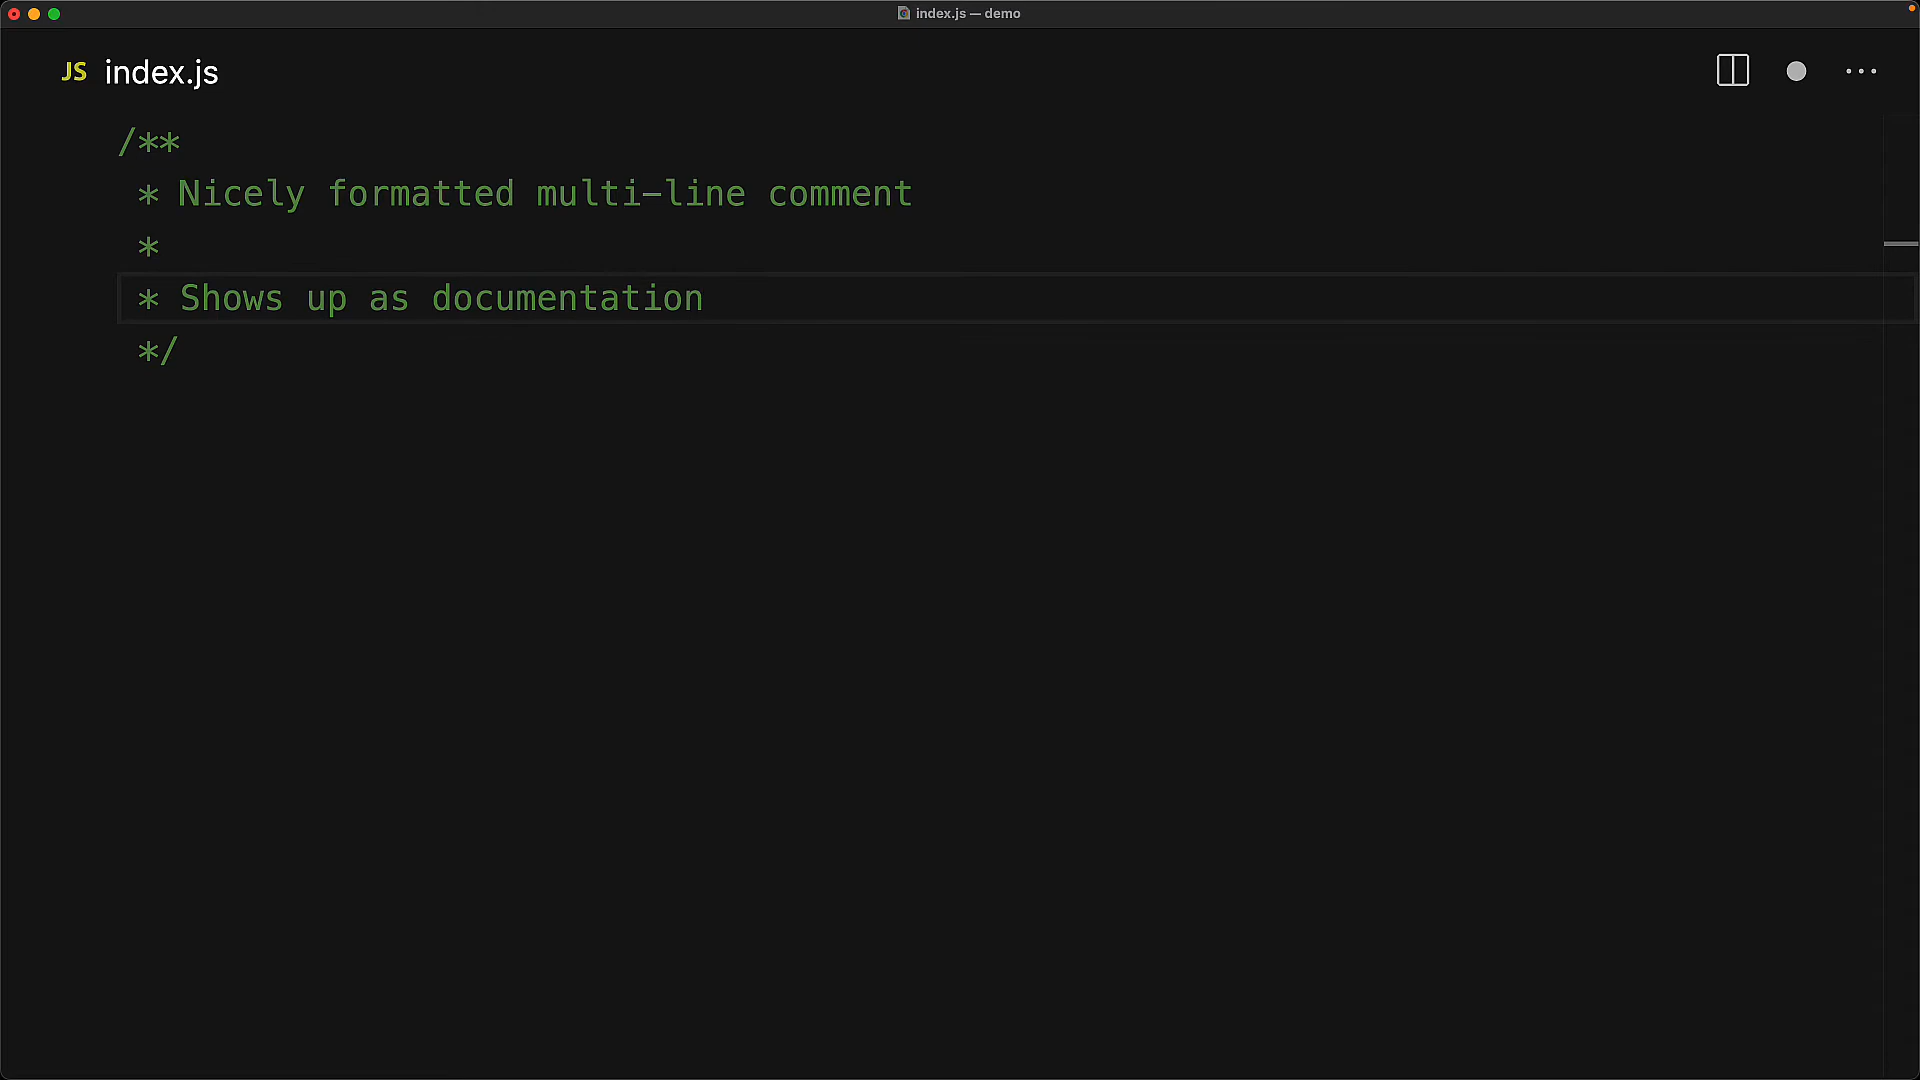 index.js — demo
JS index.js
/**
 * Nicely formatted multi-line comment
 *
 * Shows up as documentation
 */